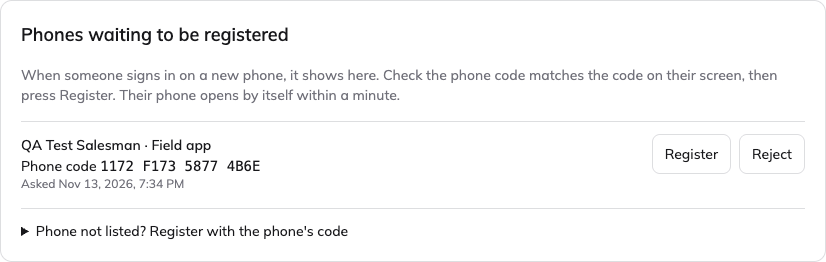 Phones waiting to be registered
When someone signs in on a new phone, it shows here. Check the phone code matches the code on their screen, then
press Register. Their phone opens by itself within a minute.
QA Test Salesman · Field app
Phone code 1172 F173 5877 4B6E
Asked Nov 13, 2026, 7:34 PM
Register
Reject
Phone not listed? Register with the phone's code